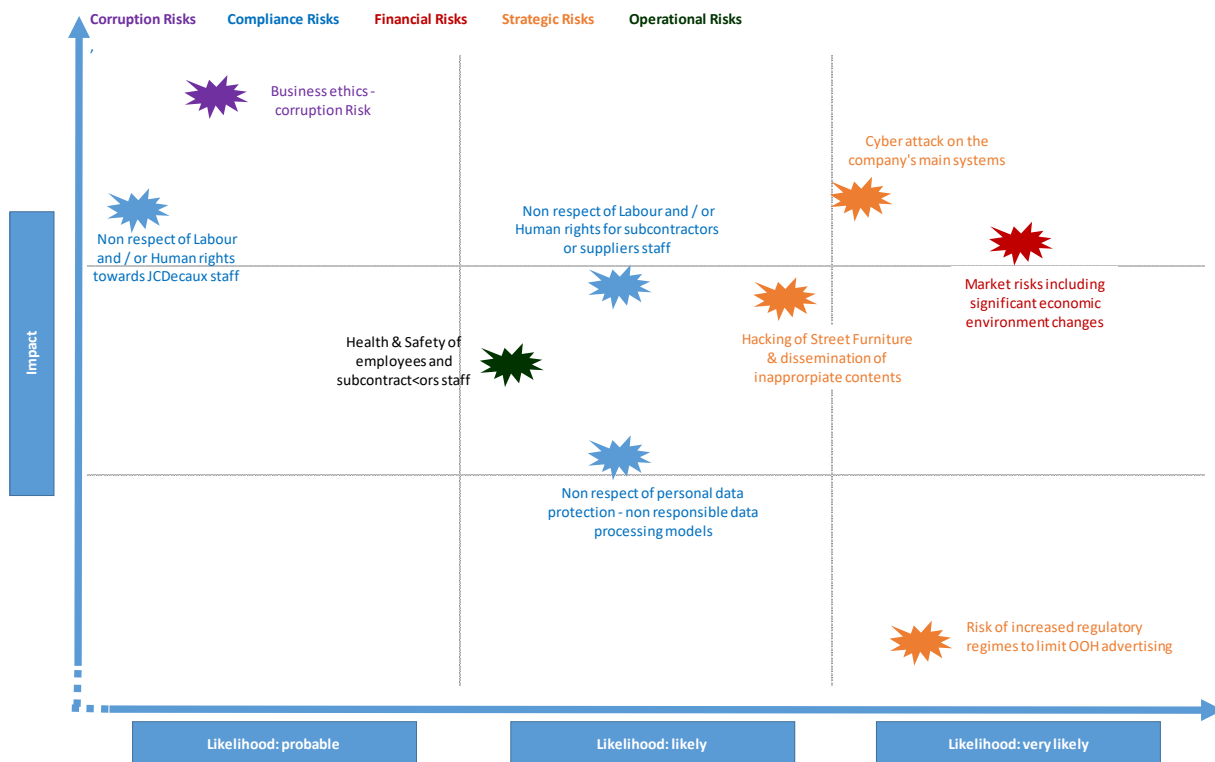 Corruption Risks Compliance Risks Financial Risks Strategic Risks Operational Risks
,
Business ethics -
corruption Risk
Cyber attack on the
company's main systems
Non respect of Labour and / or
Human rights for subcontractors
or suppliers staff
Non respect of Labour
and / or Human rights
towards JCDecaux staff
Market risks including
significant economic
environment changes
Impact
Health & Safety of
employees and
subcontract<ors staff
Hacking of Street Furniture
& dissemination of
inapprorpiate contents
Non respect of personal data
protection - non responsible data
processing models
Risk of increased regulatory
regimes to limit OOH advertising
Likelihood: probable
Likelihood: likely
Likelihood: very likely